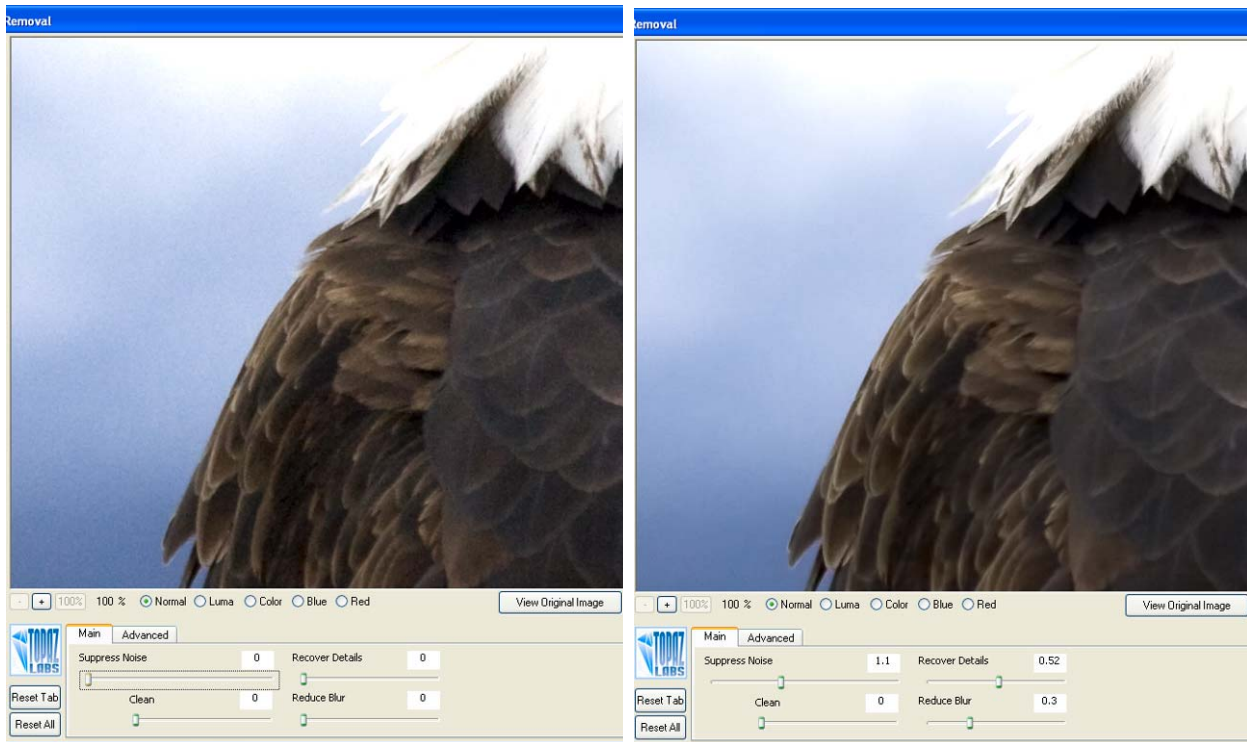 Removal
- + 100% 100 % Normal Luma Color Blue Red View Original Image
TOPAZ LABS
Main Advanced
Suppress Noise 0 Recover Details 0
Reset Tab
Clean 0 Reduce Blur 0
Reset All
Removal
- + 100% 100 % Normal Luma Color Blue Red View Original Image
TOPAZ LABS
Main Advanced
Suppress Noise 1.1 Recover Details 0.52
Reset Tab
Clean 0 Reduce Blur 0.3
Reset All